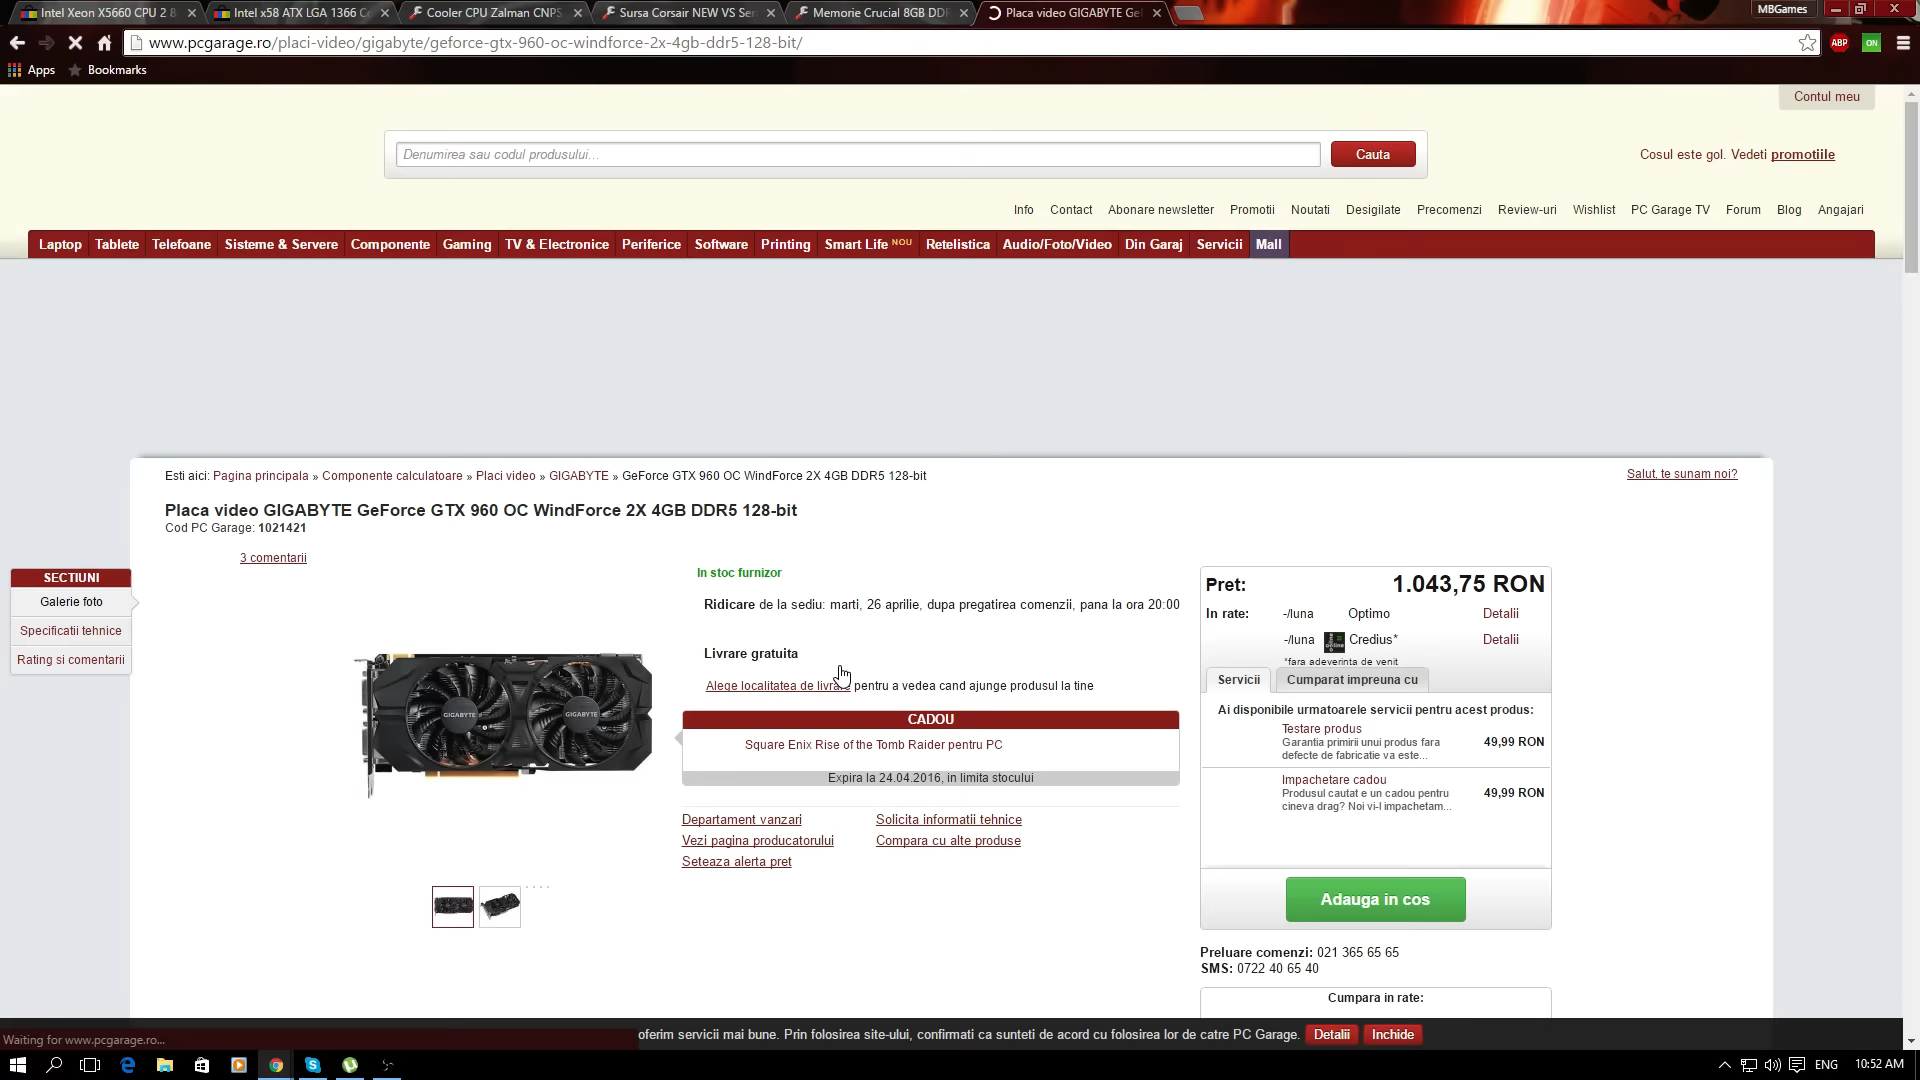 Intel Xeon X5660 CPU 2 8
Intel x58 ATX LGA 1366 Co
Cooler CPU Zalman CNPS
Sursa Corsair NEW VS Ser
Memorie Crucial 8GB DDR
Placa video GIGABYTE Ge
MBGames
www.pcgarage.ro/placi-video/gigabyte/geforce-gtx-960-oc-windforce-2x-4gb-ddr5-128-bit/
ABP
ON
Apps
Bookmarks
Contul meu
Denumirea sau codul produsului...
Cauta
Cosul este gol. Vedeti promotiile
Info Contact Abonare newsletter Promotii Noutati Desigilate Precomenzi Review-uri Wishlist PC Garage TV Forum Blog Angajari
Laptop Tablete Telefoane Sisteme & Servere Componente Gaming TV & Electronice Periferice Software Printing Smart Life NOU Retelistica Audio/Foto/Video Din Garaj Servicii Mall
Esti aici: Pagina principala » Componente calculatoare » Placi video » GIGABYTE » GeForce GTX 960 OC WindForce 2X 4GB DDR5 128-bit
Salut, te sunam noi?
Placa video GIGABYTE GeForce GTX 960 OC WindForce 2X 4GB DDR5 128-bit
Cod PC Garage: 1021421
3 comentarii
SECTIUNI
Galerie foto
Specificatii tehnice
Rating si comentarii
GIGABYTE
GIGABYTE
In stoc furnizor
Ridicare de la sediu: marti, 26 aprilie, dupa pregatirea comenzii, pana la ora 20:00
Livrare gratuita
Alege localitatea de livrare pentru a vedea cand ajunge produsul la tine
CADOU
Square Enix Rise of the Tomb Raider pentru PC
Expira la 24.04.2016, in limita stocului
Departament vanzari
Solicita informatii tehnice
Vezi pagina producatorului
Compara cu alte produse
Seteaza alerta pret
Pret: 1.043,75 RON
In rate: -/luna Optimo Detalii
-/luna Credius* Detalii
*fara adeverinta de venit
Servicii
Cumparat impreuna cu
Ai disponibile urmatoarele servicii pentru acest produs:
Testare produs
Garantia primirii unui produs fara
defecte de fabricatie va este...
49,99 RON
Impachetare cadou
Produsul cautat e un cadou pentru
cineva drag? Noi vi-l impachetam...
49,99 RON
Adauga in cos
Preluare comenzi: 021 365 65 65
SMS: 0722 40 65 40
Cumpara in rate:
oferim servicii mai bune. Prin folosirea site-ului, confirmati ca sunteti de acord cu folosirea lor de catre PC Garage.
Detalii
Inchide
Waiting for www.pcgarage.ro...
ENG
10:52 AM